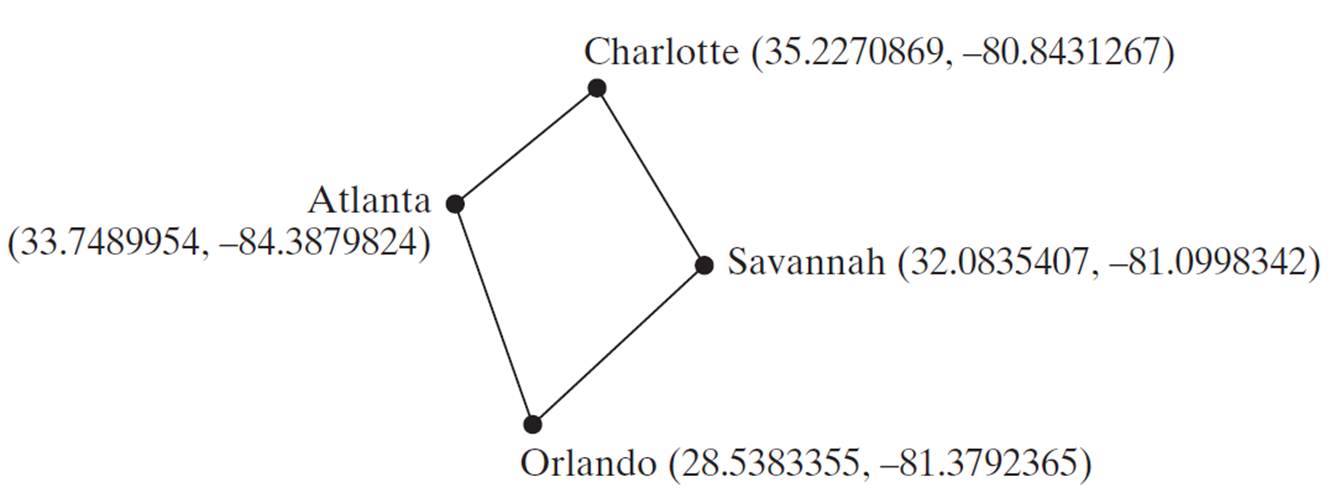 Charlotte (35.2270869, –80.8431267)
Atlanta
(33.7489954, –84.3879824)
Savannah (32.0835407, –81.0998342)
Orlando (28.5383355, –81.3792365)